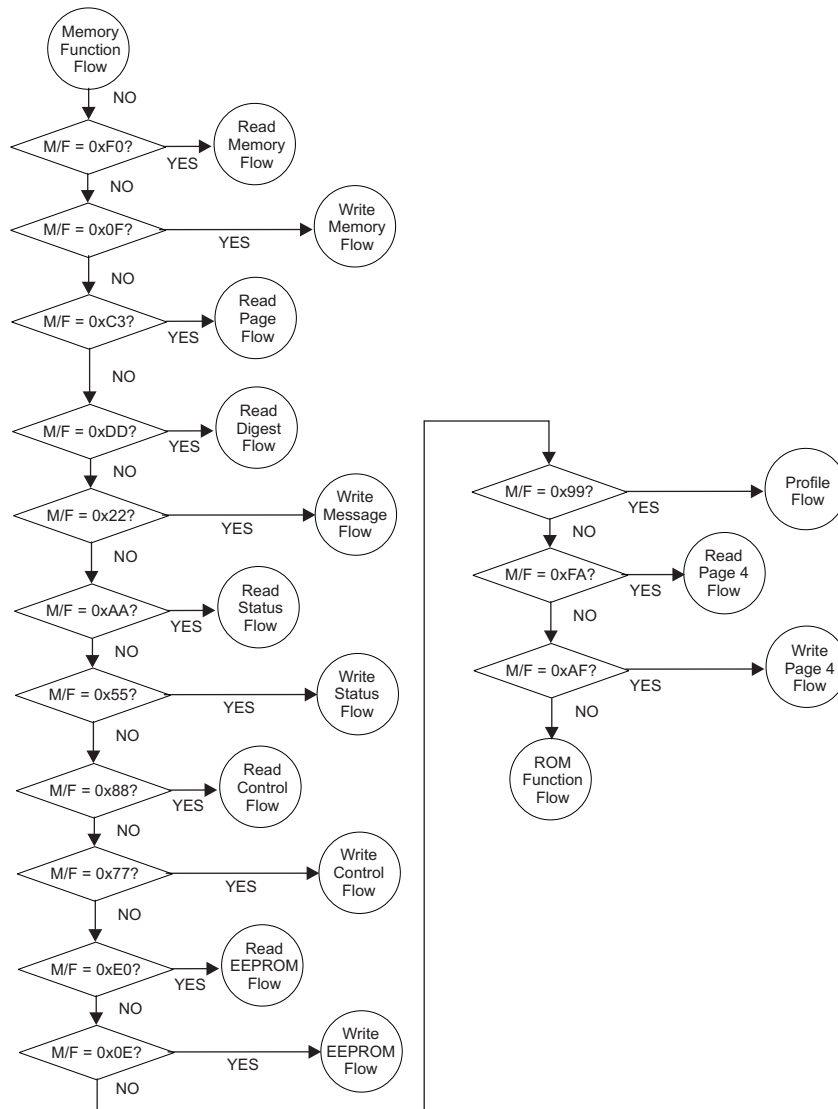 Memory
Function
Flow
NO
M/F = 0xF0?
YES
Read
Memory
Flow
NO
M/F = 0x0F?
YES
Write
Memory
Flow
NO
M/F = 0xC3?
YES
Read
Page
Flow
NO
M/F = 0xDD?
YES
Read
Digest
Flow
NO
M/F = 0x22?
YES
Write
Message
Flow
NO
M/F = 0xAA?
YES
Read
Status
Flow
NO
M/F = 0x55?
YES
Write
Status
Flow
NO
M/F = 0x88?
YES
Read
Control
Flow
NO
M/F = 0x77?
YES
Write
Control
Flow
NO
M/F = 0xE0?
YES
Read
EEPROM
Flow
NO
M/F = 0x0E?
YES
Write
EEPROM
Flow
NO
M/F = 0x99?
YES
Profile
Flow
NO
M/F = 0xFA?
YES
Read
Page 4
Flow
NO
M/F = 0xAF?
YES
Write
Page 4
Flow
NO
ROM
Function
Flow